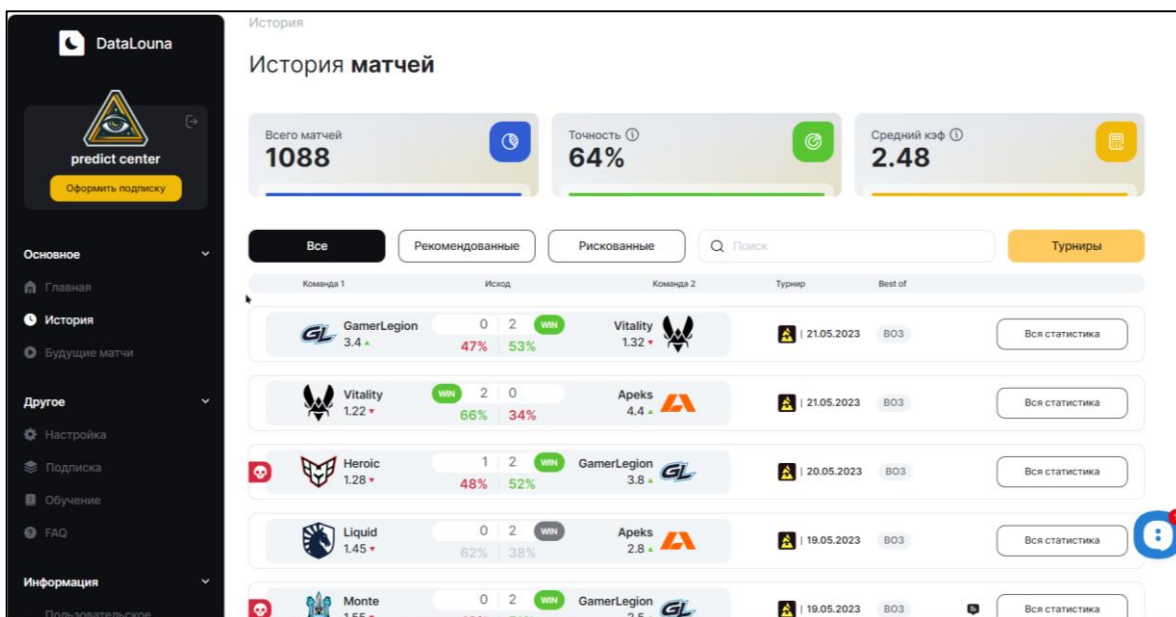 DataLouna
predict center
Оформить подписку
Основное
Главная
История
Будущие матчи
Другое
Настройка
Подписка
Обучение
FAQ
Информация
Пользовательское
История
История матчей
Всего матчей
1088
Точность
64%
Средний кэф
2.48
Все Рекомендованные Рискованные Поиск Турниры
Команда 1 Исход Команда 2 Турнир Best of
GamerLegion 0 2 WIN Vitality
3.4 47% 53% 1.32 | 21.05.2023 BO3 Вся статистика
Vitality WIN 2 0 Apeks
1.22 66% 34% 4.4 | 21.05.2023 BO3 Вся статистика
Heroic 1 2 WIN GamerLegion
1.28 48% 52% 3.8 | 20.05.2023 BO3 Вся статистика
Liquid 0 2 WIN Apeks
1.45 62% 38% 2.8 | 19.05.2023 BO3 Вся статистика
Monte 0 2 WIN GamerLegion
| 19.05.2023 BO3 Вся статистика